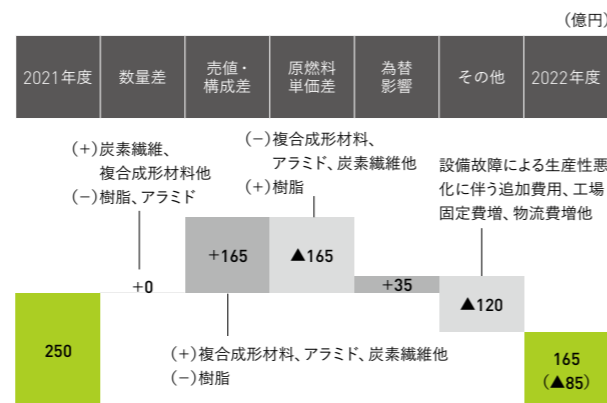 （億円）
2021年度
数量差
売値・
構成差
原燃料
単価差
為替
影響
その他
2022年度
（+）炭素繊維、
複合成形材料他
（−）樹脂、アラミド
（−）複合成形材料、
アラミド、炭素繊維他
（+）樹脂
設備故障による生産性悪
化に伴う追加費用、工場
固定費増、物流費増他
250
+0
+165
▲165
+35
▲120
165
（▲85）
（+）複合成形材料、アラミド、炭素繊維他
（−）樹脂